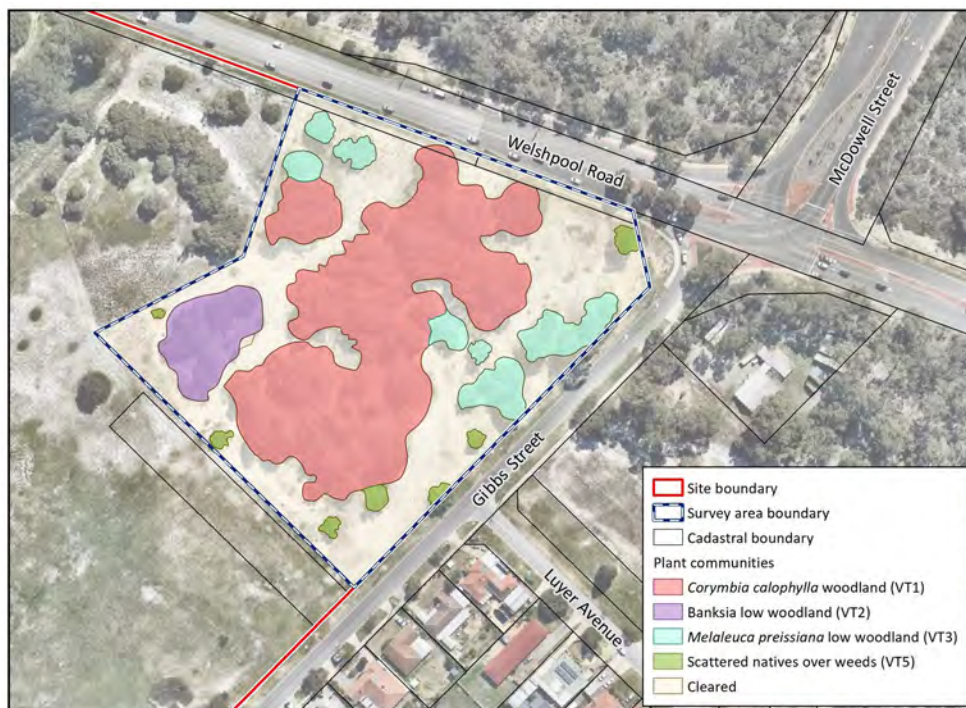 Welshpool Road
McDowell Street
Gibbs Street
Luyer Avenue
Site boundary
Survey area boundary
Cadastral boundary
Plant communities
Corymbia calophylla woodland (VT1)
Banksia low woodland (VT2)
Melaleuca preissiana low woodland (VT3)
Scattered natives over weeds (VT5)
Cleared